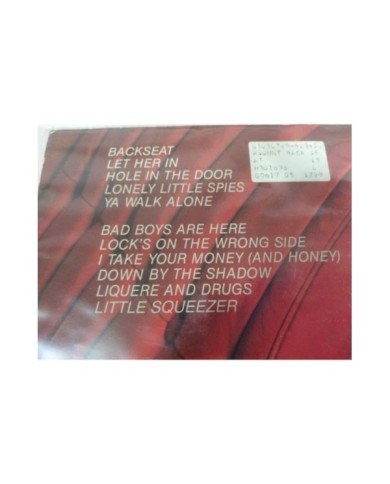 BACKSEAT
LET HER IN
HOLE IN THE DOOR
LONELY LITTLE SPIES
YA WALK ALONE
BAD BOYS ARE HERE
LOCK'S ON THE WRONG SIDE
I TAKE YOUR MONEY (AND HONEY)
DOWN BY THE SHADOW
LIQUERE AND DRUGS
LITTLE SQUEEZER